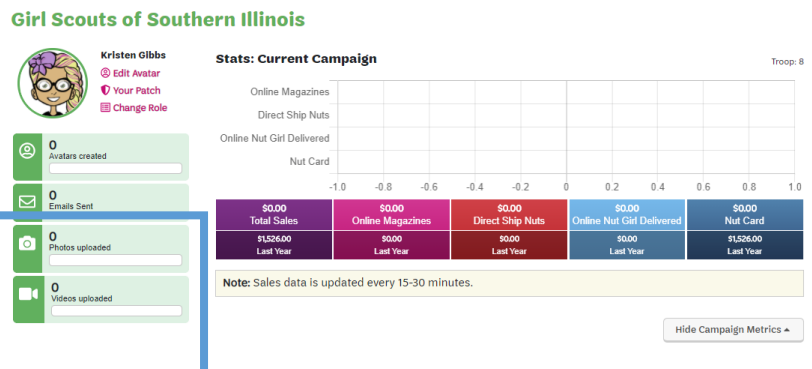 Girl Scouts of Southern Illinois
Kristen Gibbs
Edit Avatar
Your Patch
Change Role
0
Avatars created
0
Emails Sent
0
Photos uploaded
0
Videos uploaded
Stats: Current Campaign
Troop: 8
Online Magazines
Direct Ship Nuts
Online Nut Girl Delivered
Nut Card
-1.0 -0.8 -0.6 -0.4 -0.2 0 0.2 0.4 0.6 0.8 1.0
$0.00 $0.00 $0.00 $0.00 $0.00
Total Sales Online Magazines Direct Ship Nuts Online Nut Girl Delivered Nut Card
$1,526.00 $0.00 $0.00 $0.00 $1,526.00
Last Year Last Year Last Year Last Year Last Year
Note: Sales data is updated every 15-30 minutes.
Hide Campaign Metrics